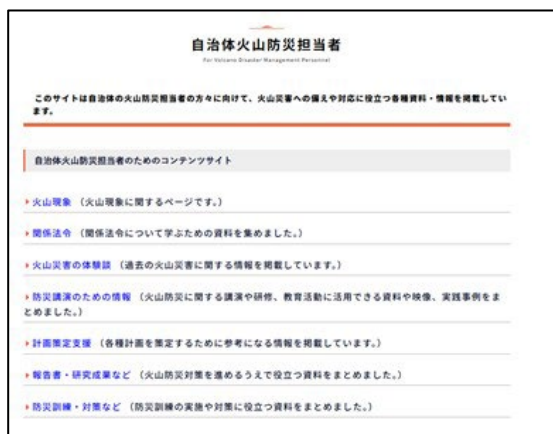 自治体火山防災担当者
For Volcano Disaster Management Personnel
このサイトは自治体の火山防災担当者の方々に向けて、火山災害への備えや対応に役立つ各種資料・情報を掲載してい
ます。
自治体火山防災担当者のためのコンテンツサイト
火山現象 （火山現象に関するページです。）
関係法令 （関係法令について学ぶための資料を集めました。）
火山災害の体験談 （過去の火山災害に関する情報を掲載しています。）
防災講演のための情報 （火山防災に関する講演や研修、教育活動に活用できる資料や映像、実践事例をま
とめました。）
計画策定支援 （各種計画を策定するために参考になる情報を掲載しています。）
報告書・研究成果など （火山防災対策を進めるうえで役立つ資料をまとめました。）
防災訓練・対策など （防災訓練の実施や対策に役立つ資料をまとめました。）